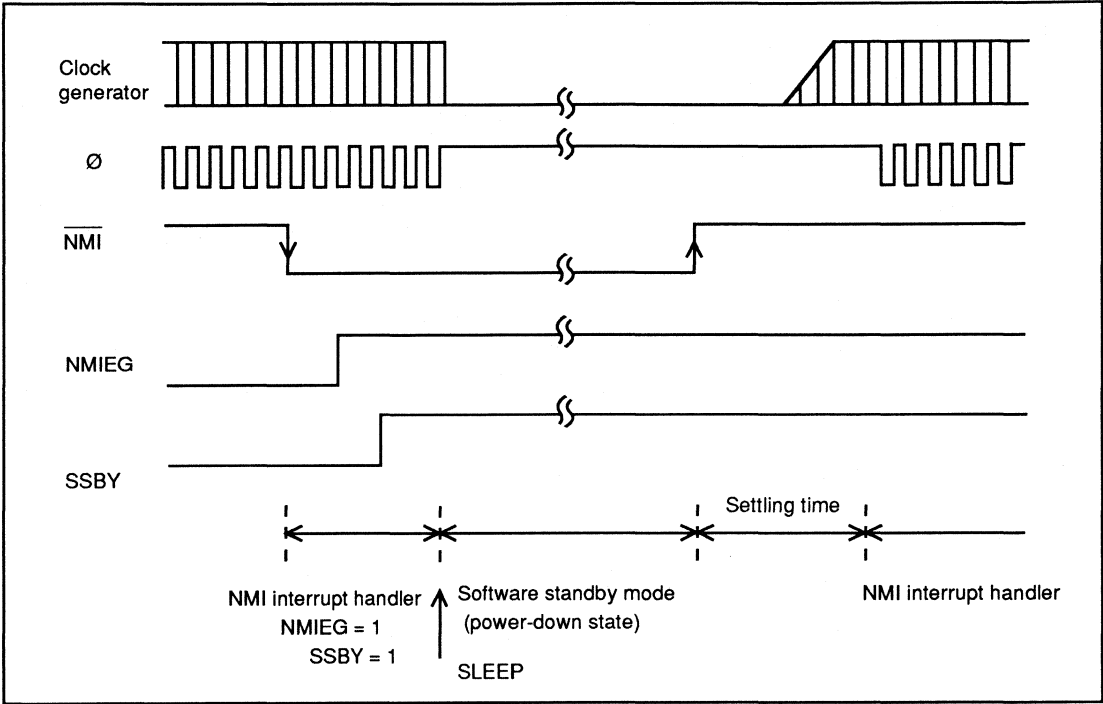 Clock
generator
Ø
NMI
NMIEG
SSBY
Settling time
NMI interrupt handler
NMIEG = 1
SSBY = 1
Software standby mode
(power-down state)
SLEEP
NMI interrupt handler